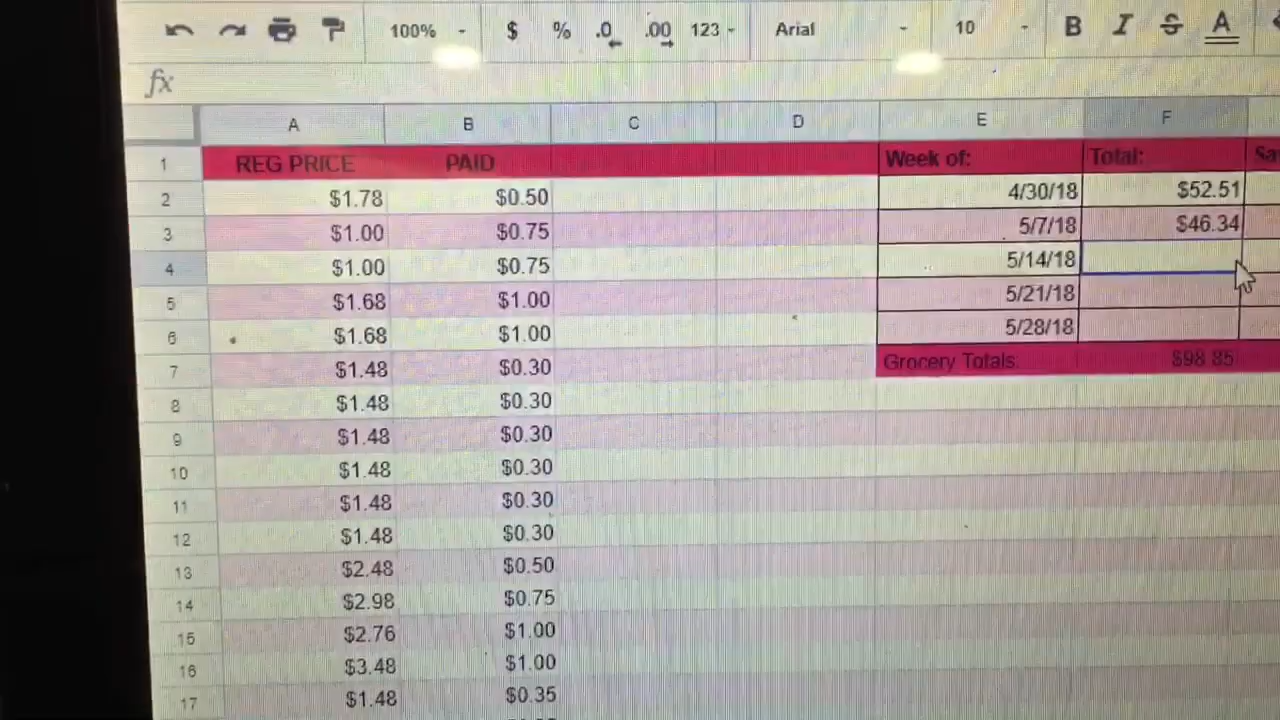 100% $ % .0 .00 123 Arial 10 B I S A
fx
A B C D E F
1 REG PRICE PAID Week of: Total: Sa
2 $1.78 $0.50 4/30/18 $52.51
3 $1.00 $0.75 5/7/18 $46.34
4 $1.00 $0.75 5/14/18
5 $1.68 $1.00 5/21/18
6 $1.68 $1.00 5/28/18
7 $1.48 $0.30 Grocery Totals: $98.85
8 $1.48 $0.30
9 $1.48 $0.30
10 $1.48 $0.30
11 $1.48 $0.30
12 $1.48 $0.30
13 $2.48 $0.50
14 $2.98 $0.75
15 $2.76 $1.00
16 $3.48 $1.00
17 $1.48 $0.35